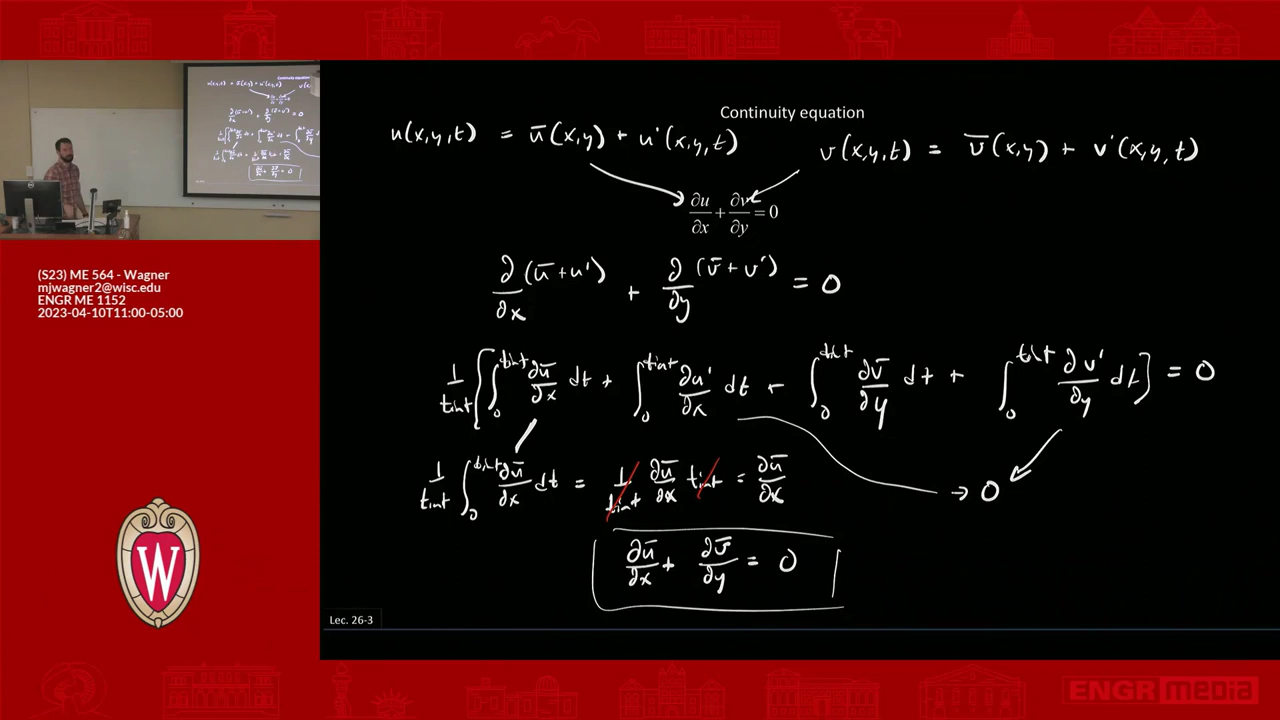 Continuity equation
u(x,y,t) = ū(x,y) + u'(x,y,t)
v(x,y,t) = v̄(x,y) + v'(x,y,t)
∂u/∂x + ∂v/∂y = 0
∂/∂x (ū + u') + ∂/∂y (v̄ + v') = 0
1/tint [∫₀^tint ∂ū/∂x dt + ∫₀^tint ∂u'/∂x dt + ∫₀^tint ∂v̄/∂y dt + ∫₀^tint ∂v'/∂y dt] = 0
1/tint ∫₀^tint ∂ū/∂x dt = 1/tint ∂ū/∂x tint = ∂ū/∂x
→ 0
∂ū/∂x + ∂v̄/∂y = 0
Lec. 26-3
(S23) ME 564 - Wagner
mjwagner2@wisc.edu
ENGR ME 1152
2023-04-10T11:00-05:00
W
ENGR media